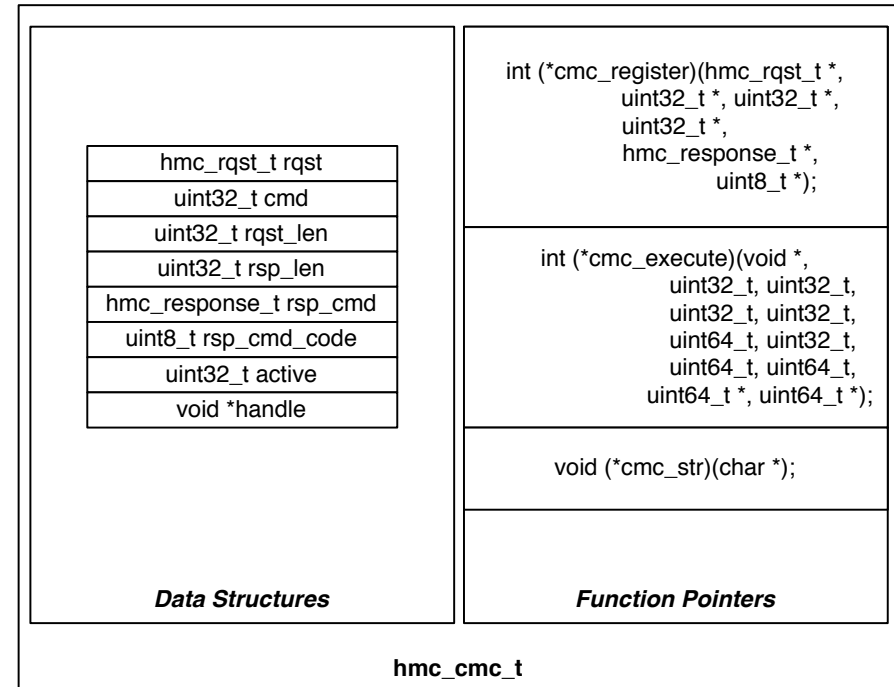 hmc_rqst_t rqst
uint32_t cmd
uint32_t rqst_len
uint32_t rsp_len
hmc_response_t rsp_cmd
uint8_t rsp_cmd_code
uint32_t active
void *handle
Data Structures
int (*cmc_register)(hmc_rqst_t *,
uint32_t *, uint32_t *,
uint32_t *,
hmc_response_t *,
uint8_t *);
int (*cmc_execute)(void *,
uint32_t, uint32_t,
uint32_t, uint32_t,
uint64_t, uint32_t,
uint64_t, uint64_t,
uint64_t *, uint64_t *);
void (*cmc_str)(char *);
Function Pointers
hmc_cmc_t